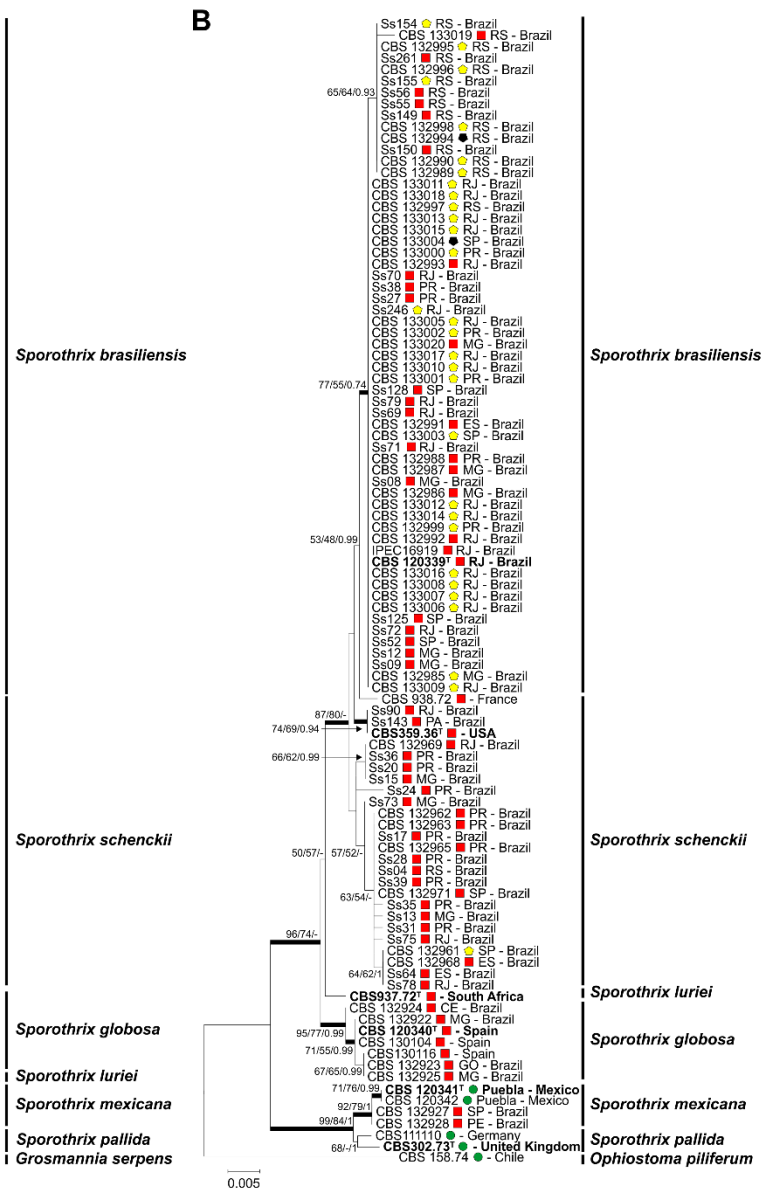 B
Ss154 RS - Brazil
CBS 133019 RS - Brazil
CBS 132995 RS - Brazil
Ss261 RS - Brazil
CBS 132996 RS - Brazil
Ss155 RS - Brazil
65/64/0.93
Ss56 RS - Brazil
Ss55 RS - Brazil
Ss149 RS - Brazil
CBS 132998 RS - Brazil
CBS 132994 RS - Brazil
Ss150 RS - Brazil
CBS 132990 RS - Brazil
CBS 132989 RS - Brazil
CBS 133011 RJ - Brazil
CBS 133018 RJ - Brazil
CBS 132997 RS - Brazil
CBS 133013 RJ - Brazil
CBS 133015 RJ - Brazil
CBS 133004 SP - Brazil
CBS 133000 PR - Brazil
CBS 132993 RJ - Brazil
Ss70 RJ - Brazil
Ss38 PR - Brazil
Ss27 PR - Brazil
Ss246 RJ - Brazil
CBS 133005 RJ - Brazil
CBS 133002 PR - Brazil
CBS 133020 MG - Brazil
Sporothrix brasiliensis
Sporothrix brasiliensis
CBS 133017 RJ - Brazil
CBS 133010 RJ - Brazil
CBS 133001 PR - Brazil
77/55/0.74
Ss128 SP - Brazil
Ss79 RJ - Brazil
Ss69 RJ - Brazil
CBS 132991 ES - Brazil
CBS 133003 SP - Brazil
Ss71 RJ - Brazil
CBS 132988 PR - Brazil
CBS 132987 MG - Brazil
Ss08 MG - Brazil
CBS 132986 MG - Brazil
CBS 133012 RJ - Brazil
CBS 133014 RJ - Brazil
CBS 132999 PR - Brazil
53/48/0.99
CBS 132992 RJ - Brazil
IPEC16919 RJ - Brazil
CBS 120339ᵀ RJ - Brazil
CBS 133016 RJ - Brazil
CBS 133008 RJ - Brazil
CBS 133007 RJ - Brazil
CBS 133006 RJ - Brazil
Ss125 SP - Brazil
Ss72 RJ - Brazil
Ss52 SP - Brazil
Ss12 MG - Brazil
Ss09 MG - Brazil
CBS 132985 MG - Brazil
CBS 133009 RJ - Brazil
CBS 938.72 - France
87/80/-
Ss90 RJ - Brazil
Ss143 PA - Brazil
74/69/0.94
CBS359.36ᵀ - USA
CBS 132969 RJ - Brazil
66/62/0.99
Ss36 PR - Brazil
Ss20 PR - Brazil
Ss15 MG - Brazil
Ss24 PR - Brazil
Ss73 MG - Brazil
CBS 132962 PR - Brazil
CBS 132963 PR - Brazil
Ss17 PR - Brazil
Sporothrix schenckii
Sporothrix schenckii
CBS 132965 PR - Brazil
50/57/-
57/52/-
Ss28 PR - Brazil
Ss04 RS - Brazil
Ss39 PR - Brazil
CBS 132971 SP - Brazil
63/54/-
Ss35 PR - Brazil
Ss13 MG - Brazil
Ss31 PR - Brazil
Ss75 RJ - Brazil
96/74/-
CBS 132961 SP - Brazil
CBS 132968 ES - Brazil
64/62/1
Ss64 ES - Brazil
Ss78 RJ - Brazil
CBS937.72ᵀ - South Africa
Sporothrix luriei
CBS 132924 CE - Brazil
CBS 132922 MG - Brazil
95/77/0.99
CBS 120340ᵀ - Spain
Sporothrix globosa
Sporothrix globosa
CBS 130104 - Spain
71/55/0.99
CBS130116 - Spain
CBS 132923 GO - Brazil
67/65/0.99
CBS 132925 MG - Brazil
Sporothrix luriei
71/76/0.99
CBS 120341ᵀ Puebla - Mexico
CBS 120342 Puebla - Mexico
Sporothrix mexicana
Sporothrix mexicana
92/79/1
CBS 132927 SP - Brazil
CBS 132928 PE - Brazil
99/84/1
CBS111110 - Germany
Sporothrix pallida
Sporothrix pallida
68/-/1
CBS302.73ᵀ - United Kingdom
Grosmannia serpens
CBS 158.74 - Chile
Ophiostoma piliferum
0.005